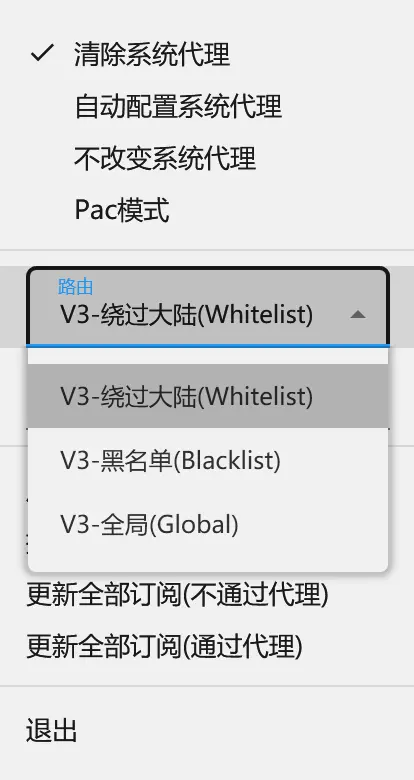 清除系统代理
自动配置系统代理
不改变系统代理
Pac模式
路由
V3-绕过大陆(Whitelist)
V3-绕过大陆(Whitelist)
V3-黑名单(Blacklist)
V3-全局(Global)
更新全部订阅(不通过代理)
更新全部订阅(通过代理)
退出